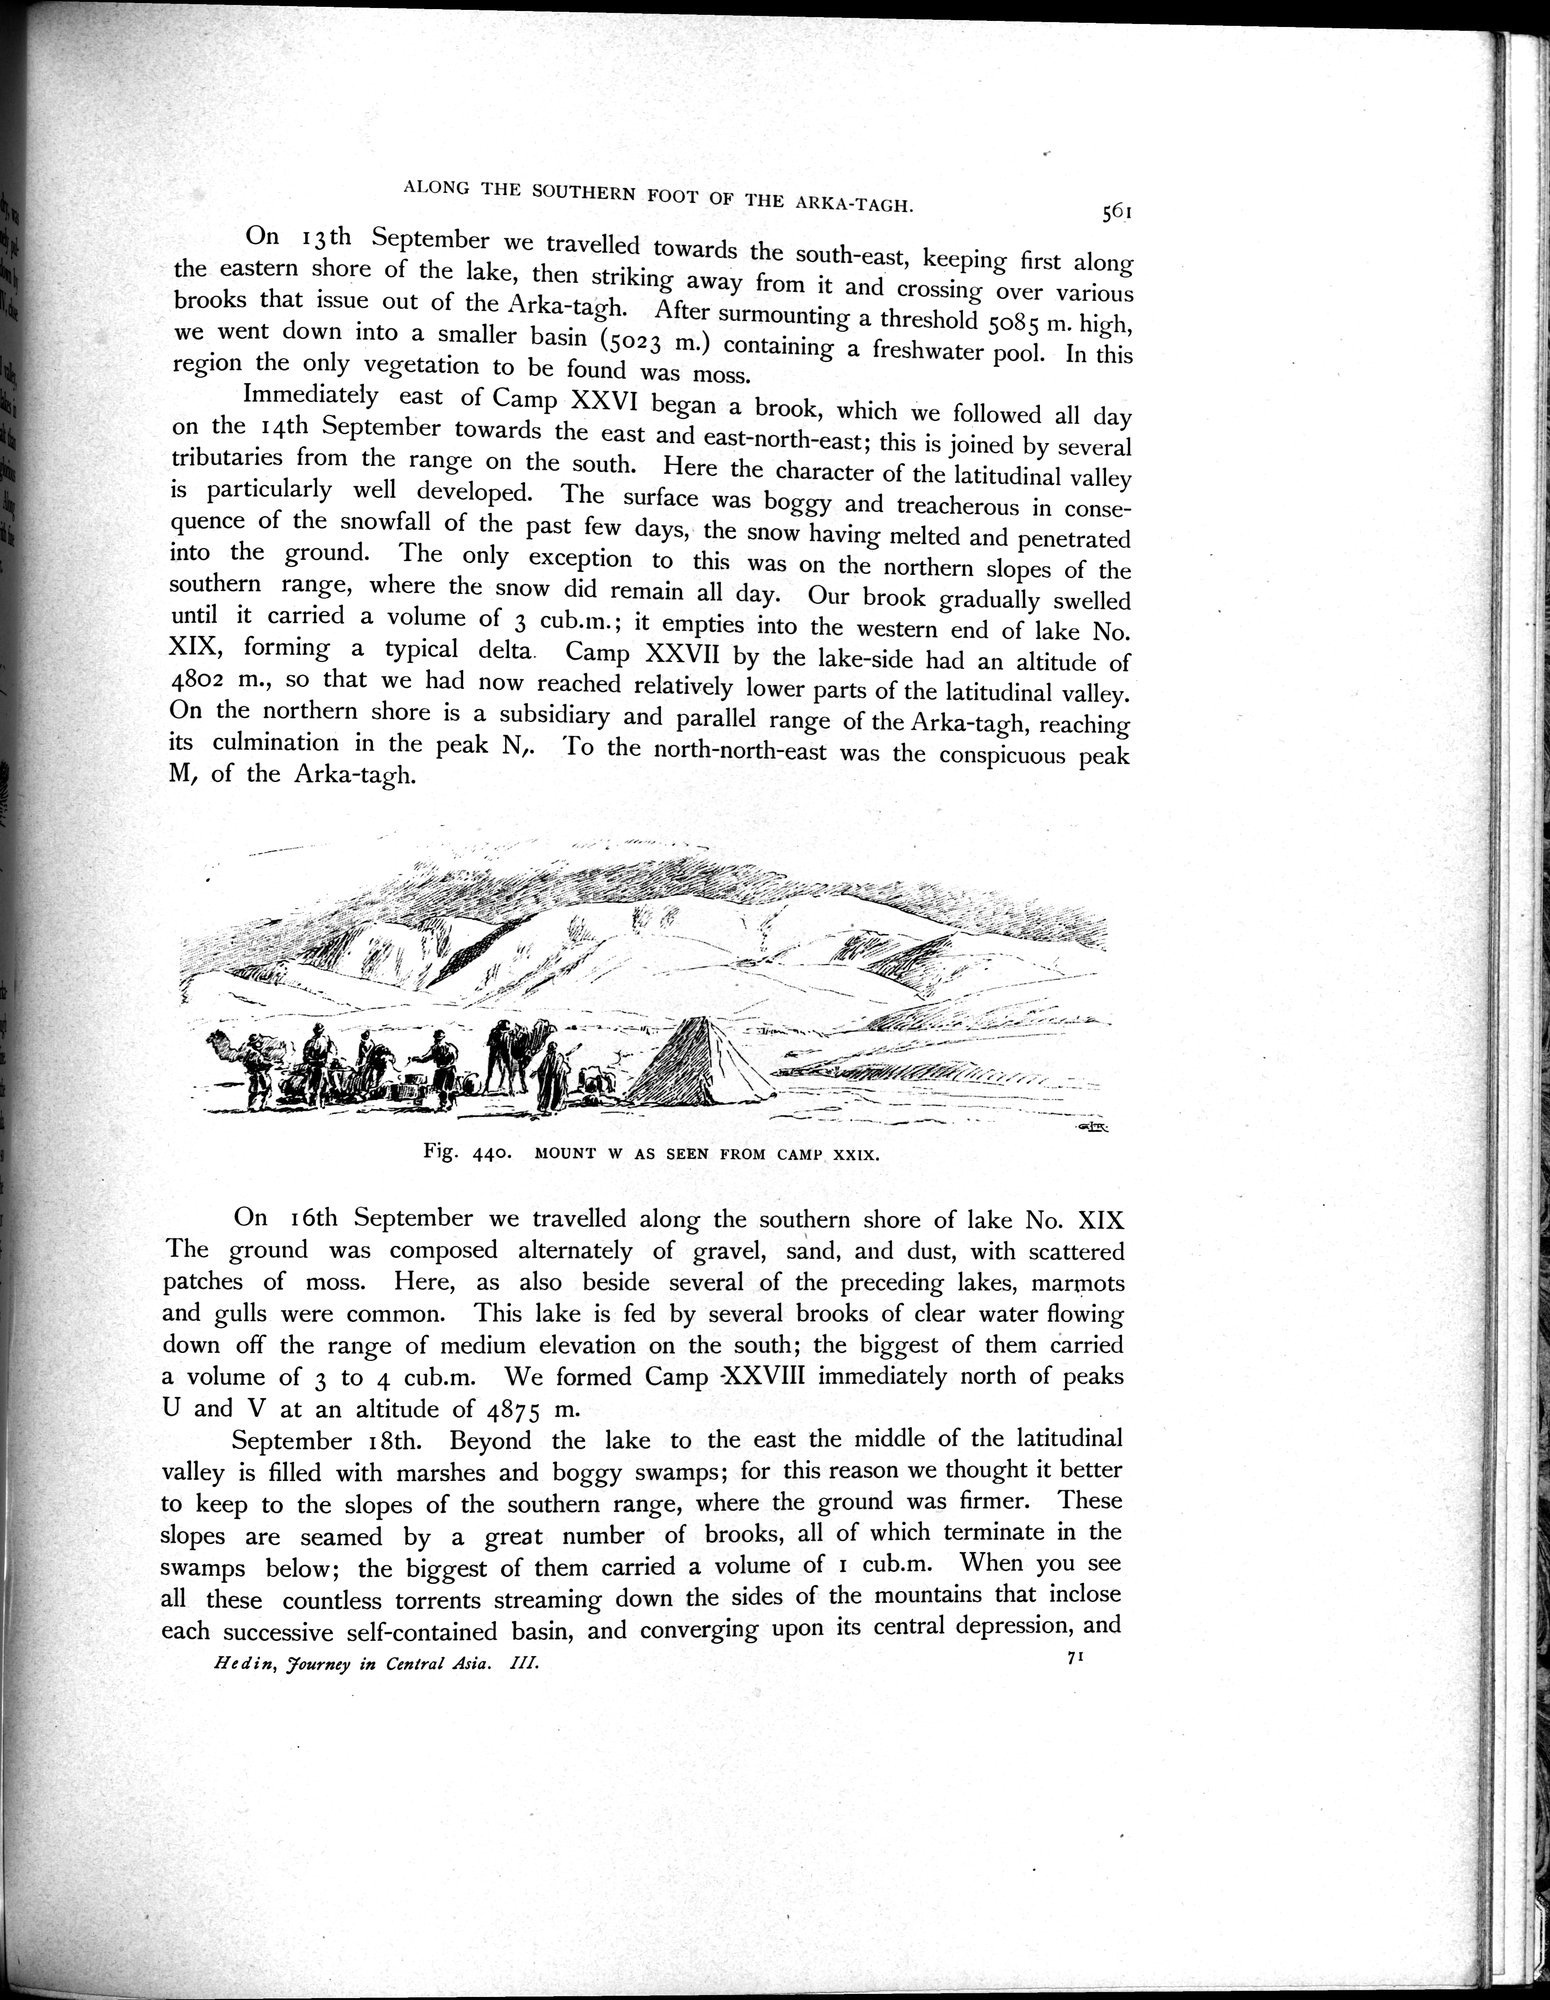 ALONG THE SOUTHERN FOOT OF THE ARKA-TAGH.
561
On 13th September we travelled towards the south-east, keeping first along
the eastern shore of the lake, then striking away from it and crossing over various
brooks that issue out of the Arka-tagh. After surmounting a threshold 5085 m. high,
we went down into a smaller basin (5023 m.) containing a freshwater pool. In this
region the only vegetation to be found was moss.
Immediately east of Camp XXVI began a brook, which we followed all day
on the 14th September towards the east and east-north-east; this is joined by several
tributaries from the range on the south. Here the character of the latitudinal valley
is particularly well developed. The surface was boggy and treacherous in conse-
quence of the snowfall of the past few days, the snow having melted and penetrated
into the ground. The only exception to this was on the northern slopes of the
southern range, where the snow did remain all day. Our brook gradually swelled
until it carried a volume of 3 cub.m.; it empties into the western end of lake No.
XIX, forming a typical delta. Camp XXVII by the lake-side had an altitude of
4802 m., so that we had now reached relatively lower parts of the latitudinal valley.
On the northern shore is a subsidiary and parallel range of the Arka-tagh, reaching
its culmination in the peak N,. To the north-north-east was the conspicuous peak
M, of the Arka-tagh.
Fig. 440. MOUNT W AS SEEN FROM CAMP XXIX.
On 16th September we travelled along the southern shore of lake No. XIX
The ground was composed alternately of gravel, sand, and dust, with scattered
patches of moss. Here, as also beside several of the preceding lakes, marmots
and gulls were common. This lake is fed by several brooks of clear water flowing
down off the range of medium elevation on the south; the biggest of them carried
a volume of 3 to 4 cub.m. We formed Camp XXVIII immediately north of peaks
U and V at an altitude of 4875 m.
September 18th. Beyond the lake to the east the middle of the latitudinal
valley is filled with marshes and boggy swamps; for this reason we thought it better
to keep to the slopes of the southern range, where the ground was firmer. These
slopes are seamed by a great number of brooks, all of which terminate in the
swamps below; the biggest of them carried a volume of 1 cub.m. When you see
all these countless torrents streaming down the sides of the mountains that inclose
each successive self-contained basin, and converging upon its central depression, and
Hedin, Journey in Central Asia. III.
71